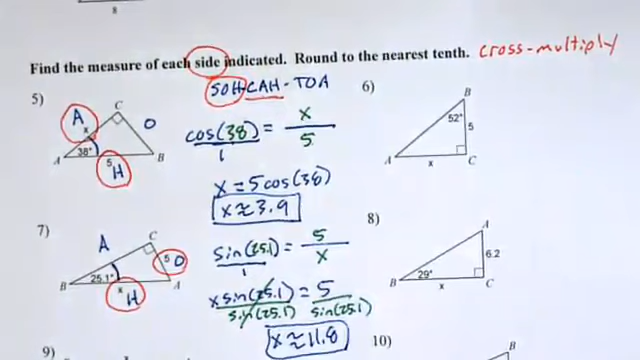 8
Find the measure of each side indicated. Round to the nearest tenth. cross-multiply
SOH-CAH-TOA
5)
C
A
x
O
38°
A
5
H
B
cos(38) = x
1 5
x = 5cos(38)
x ≈ 3.9
6)
B
52°
5
A
x
C
7)
C
A
5 O
25.1°
B
x
H
A
sin(25.1) = 5
1 x
x sin(25.1) = 5
sin(25.1) sin(25.1)
x ≈ 11.8
8)
A
6.2
29°
B
x
C
9)
10)
B